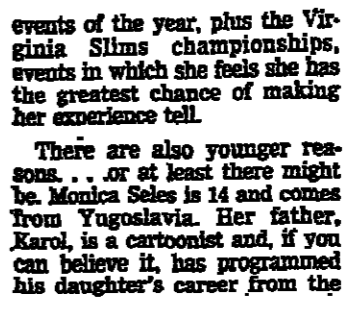 events of the year, plus the Vir-
ginia Slims championships,
events in which she feels she has
the greatest chance of making
her experience tell.
There are also younger rea-
sons. . . .or at least there might
be. Monica Seles is 14 and comes
from Yugoslavia. Her father,
Karol, is a cartoonist and, if you
can believe it, has programmed
his daughter's career from the